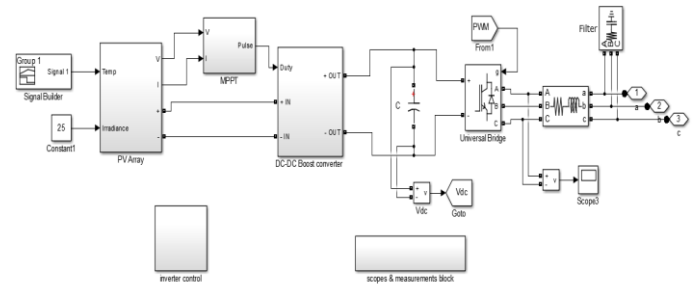 Group 1
Signal 1
Signal Builder
25
Constant1
Temp
Irradiance
V
I
+
-
PV Array
V
I
Pulse
MPPT
Duty
+ IN
- IN
+ OUT
- OUT
DC-DC Boost converter
C
+
+
-
v
Vdc
Vdc
Goto
PWM
From1
g
+
-
A
B
C
Universal Bridge
A
B
C
a
b
c
Filter
A
B
C
1
a
2
b
3
c
+
-
v
Scope3
inverter control
scopes & measurements block